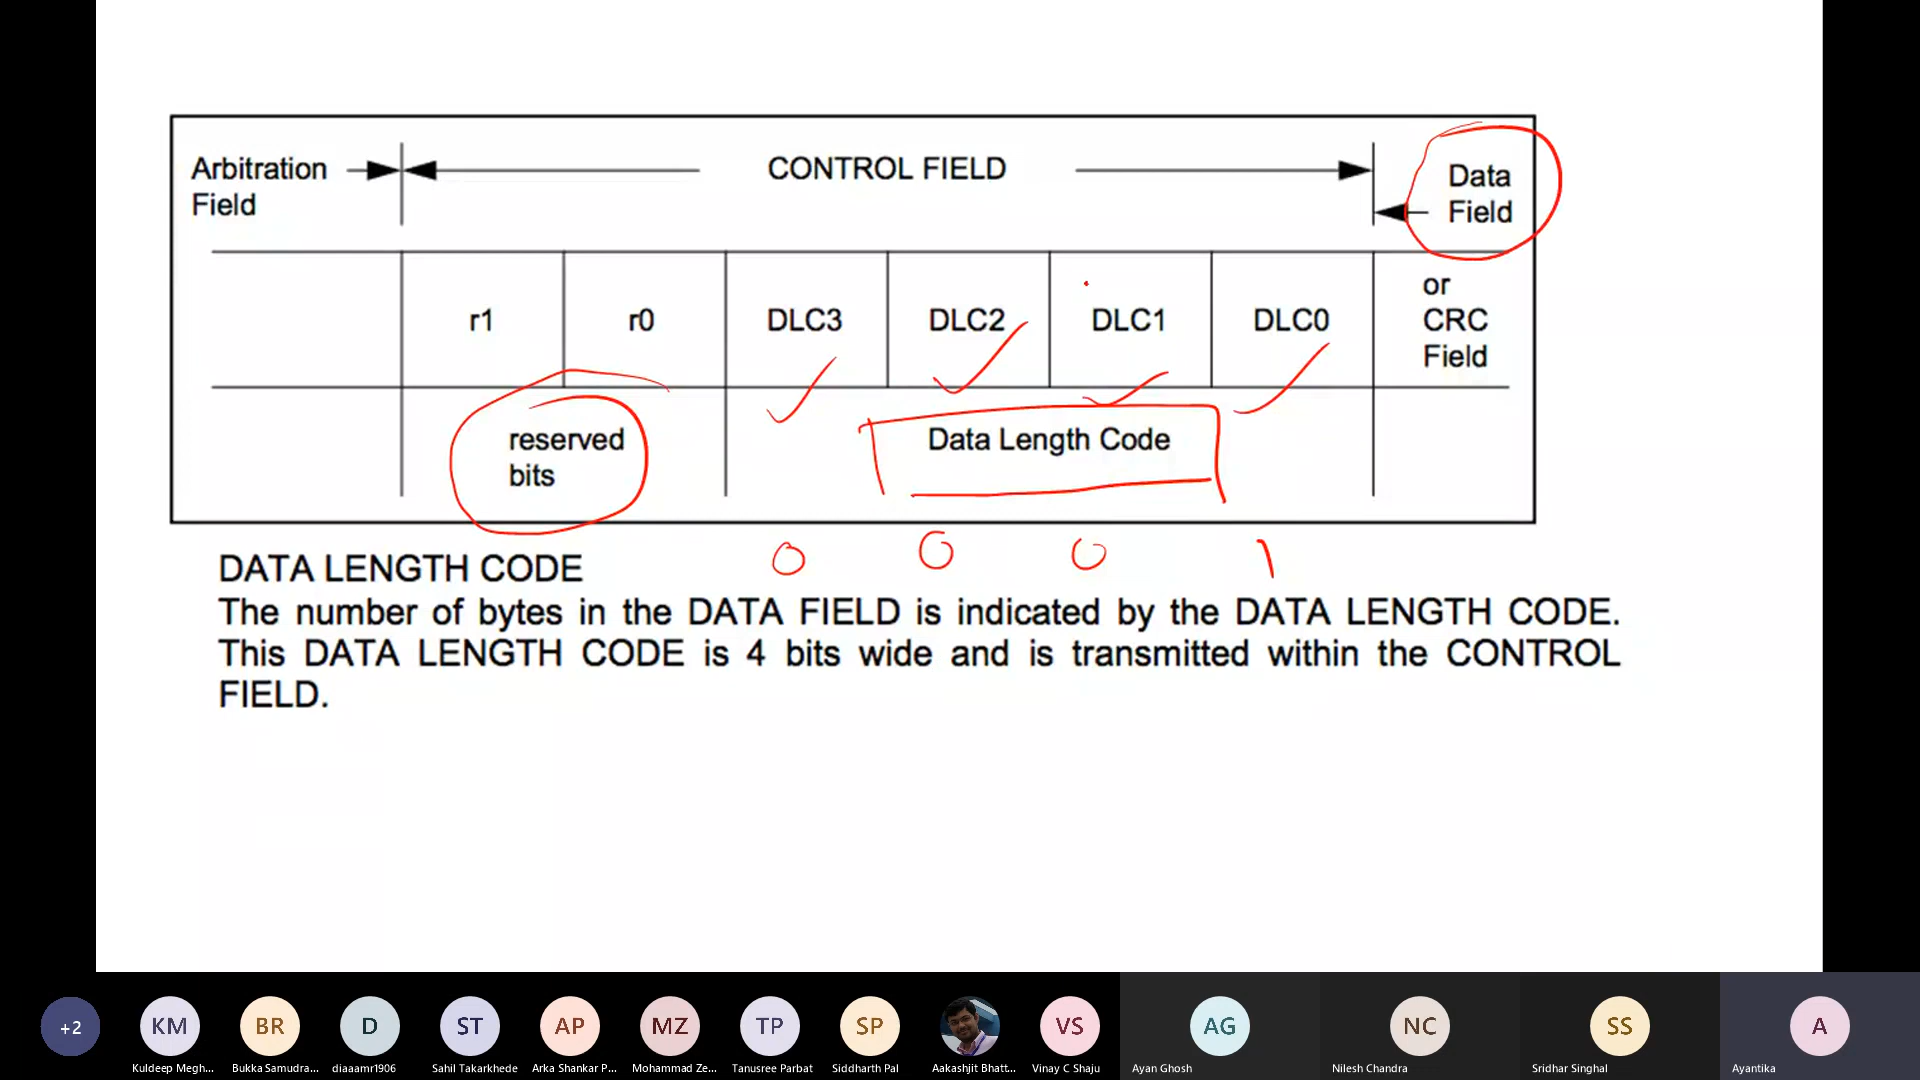 Arbitration
Field
CONTROL FIELD
Data
Field
r1
r0
DLC3
DLC2
DLC1
DLC0
or
CRC
Field
reserved
bits
Data Length Code
0 0 0 1
DATA LENGTH CODE
The number of bytes in the DATA FIELD is indicated by the DATA LENGTH CODE.
This DATA LENGTH CODE is 4 bits wide and is transmitted within the CONTROL
FIELD.
+2
KM
BR
D
ST
AP
MZ
TP
SP
VS
AG
NC
SS
A
Kuldeep Megh...
Bukka Samudra...
diaaamr1906
Sahil Takarkhede
Arka Shankar P...
Mohammad Ze...
Tanusree Parbat
Siddharth Pal
Aakashjit Bhatt...
Vinay C Shaju
Ayan Ghosh
Nilesh Chandra
Sridhar Singhal
Ayantika